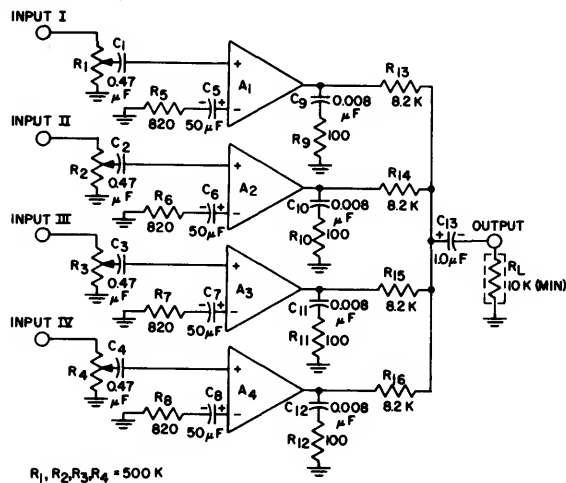 INPUT I
R1
C1
0.47
μF
R5
820
C5
− +
50μF
+
−
A1
C9
0.008
μF
R9
100
R13
8.2 K
INPUT II
R2
C2
0.47
μF
R6
820
C6
− +
50μF
+
−
A2
C10
0.008
μF
R10
100
R14
8.2 K
INPUT III
R3
C3
0.47
μF
R7
820
C7
− +
50μF
+
−
A3
C11
0.008
μF
R11
100
R15
8.2 K
INPUT IV
R4
C4
0.47
μF
R8
820
C8
− +
50μF
+
−
A4
C12
0.008
μF
R12
100
R16
8.2 K
C13
+ −
1.0μF
OUTPUT
RL
10 K (MIN)
R1, R2,R3,R4 = 500 K